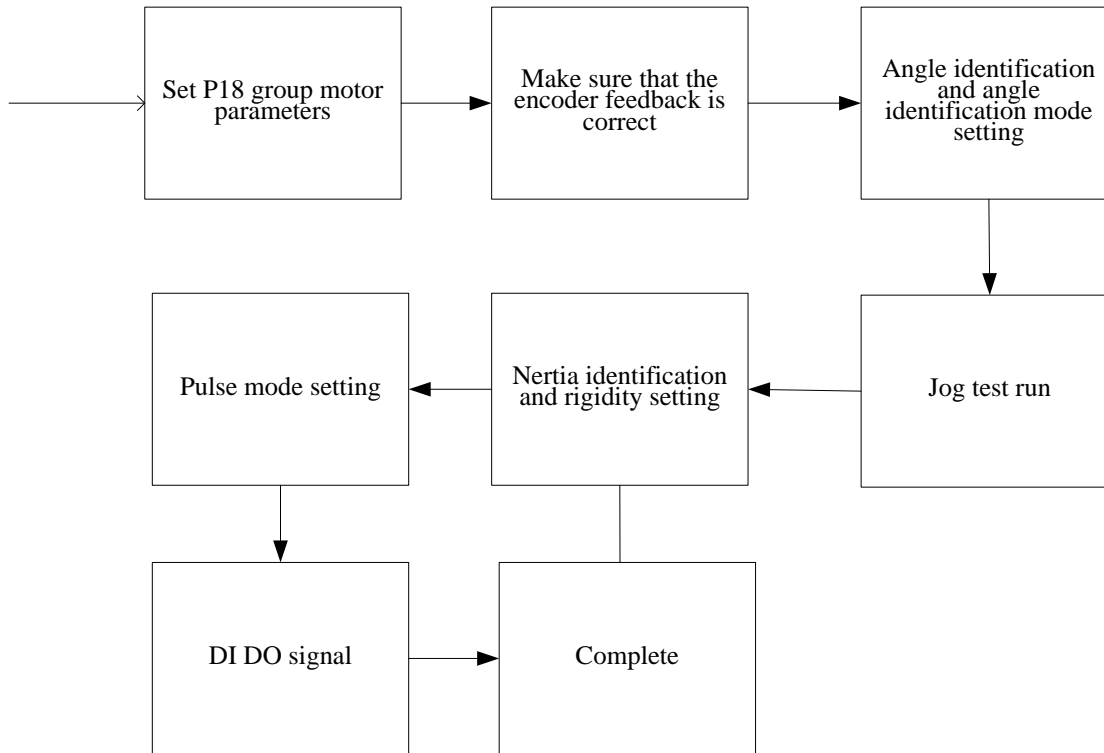 Set P18 group motor
parameters
Make sure that the
encoder feedback is
correct
Angle identification
and angle
identification mode
setting
Pulse mode setting
Nertia identification
and rigidity setting
Jog test run
DI DO signal
Complete